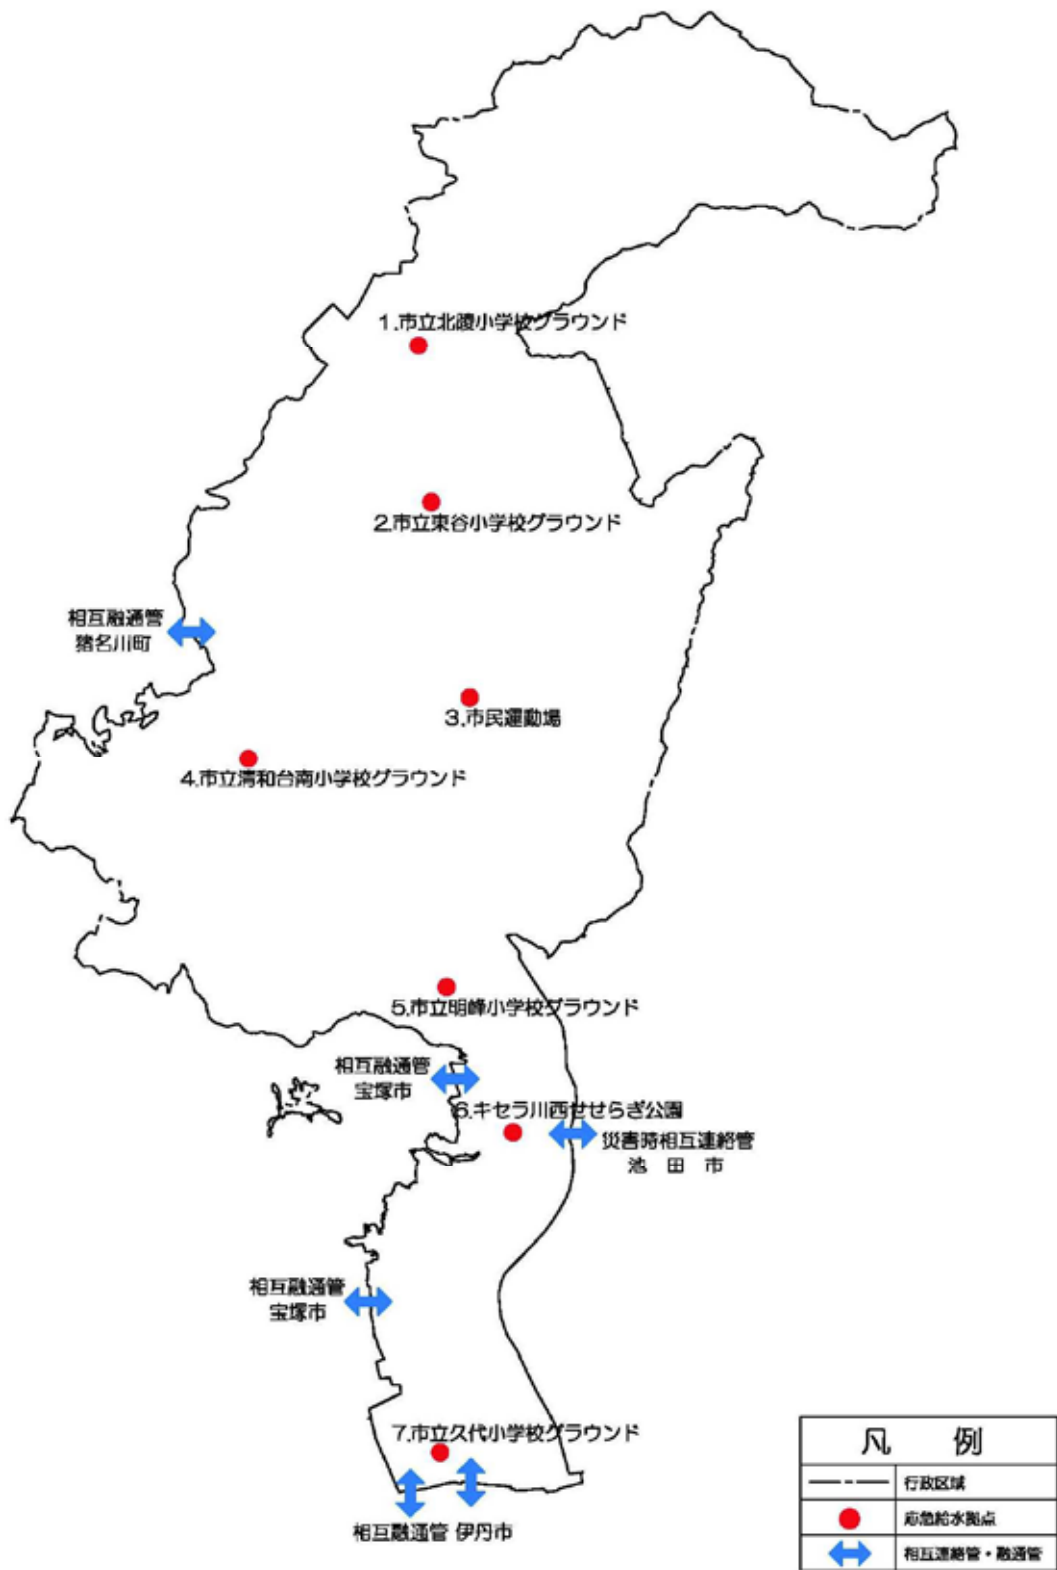 1.市立北陵小学校グラウンド
2.市立東谷小学校グラウンド
相互融通管
猪名川町
3.市民運動場
4.市立清和台南小学校グラウンド
5.市立明峰小学校グラウンド
相互融通管
宝塚市
6.キセラ川西せせらぎ公園
災害時相互連絡管
池田市
相互融通管
宝塚市
7.市立久代小学校グラウンド
相互融通管 伊丹市
凡例
行政区域
応急給水拠点
相互連絡管・融通管